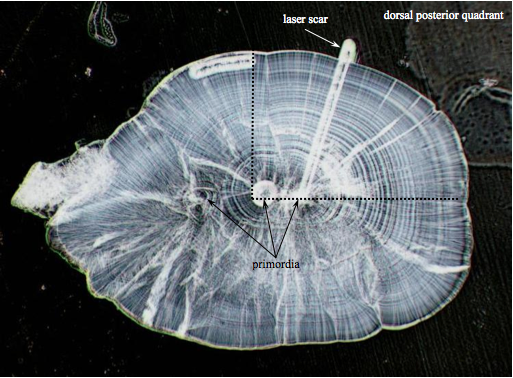 laser scar
dorsal posterior quadrant
primordia